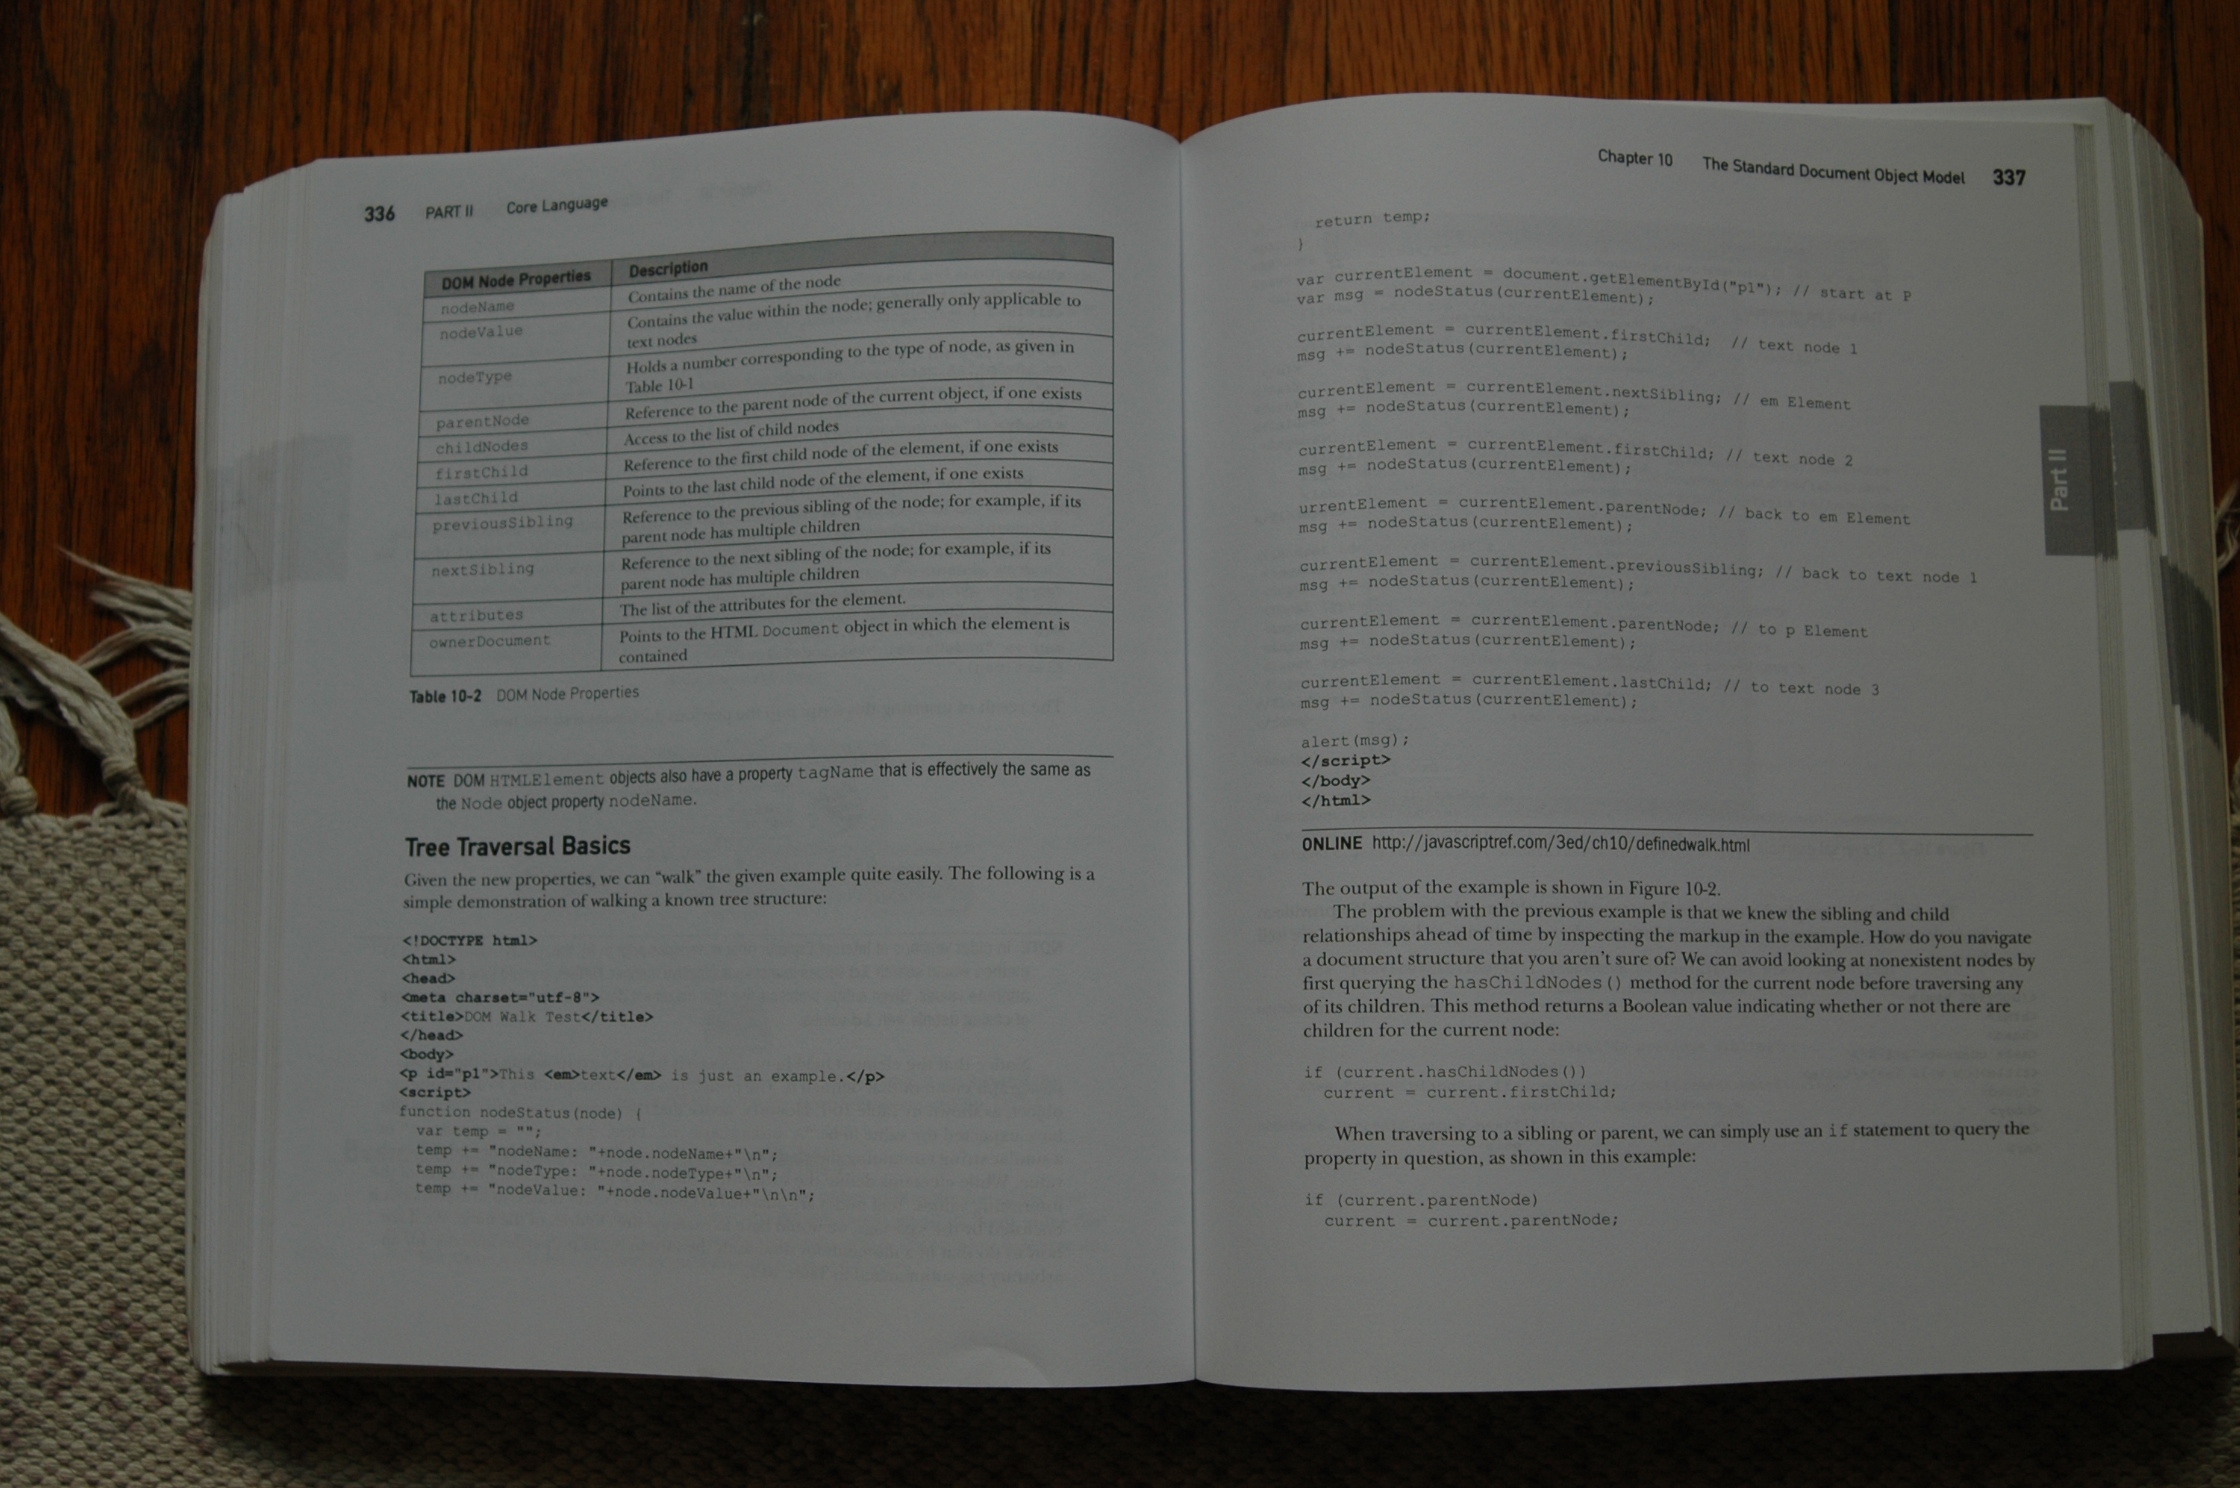 336 PART II Core Language
DOM Node Properties Description
nodeName Contains the name of the node
nodeValue Contains the value within the node; generally only applicable to
text nodes
nodeType Holds a number corresponding to the type of node, as given in
Table 10-1
parentNode Reference to the parent node of the current object, if one exists
childNodes Access to the list of child nodes
firstChild Reference to the first child node of the element, if one exists
lastChild Points to the last child node of the element, if one exists
previousSibling Reference to the previous sibling of the node; for example, if its
parent node has multiple children
nextSibling Reference to the next sibling of the node; for example, if its
parent node has multiple children
attributes The list of the attributes for the element.
ownerDocument Points to the HTML Document object in which the element is
contained
Table 10-2 DOM Node Properties
NOTE DOM HTMLElement objects also have a property tagName that is effectively the same as
the Node object property nodeName.
Tree Traversal Basics
Given the new properties, we can "walk" the given example quite easily. The following is a
simple demonstration of walking a known tree structure:
<!DOCTYPE html>
<html>
<head>
<meta charset="utf-8">
<title>DOM Walk Test</title>
</head>
<body>
<p id="p1">This <em>text</em> is just an example.</p>
<script>
function nodeStatus(node) {
var temp = "";
temp += "nodeName: "+node.nodeName+"\n";
temp += "nodeType: "+node.nodeType+"\n";
temp += "nodeValue: "+node.nodeValue+"\n\n";
Chapter 10 The Standard Document Object Model 337
return temp;
}
var currentElement = document.getElementById("p1"); // start at p
var msg = nodeStatus(currentElement);
currentElement = currentElement.firstChild; // text node 1
msg += nodeStatus(currentElement);
currentElement = currentElement.nextSibling; // em Element
msg += nodeStatus(currentElement);
currentElement = currentElement.firstChild; // text node 2
msg += nodeStatus(currentElement);
urrentElement = currentElement.parentNode; // back to em Element
msg += nodeStatus(currentElement);
currentElement = currentElement.previousSibling; // back to text node 1
msg += nodeStatus(currentElement);
currentElement = currentElement.parentNode; // to p Element
msg += nodeStatus(currentElement);
currentElement = currentElement.lastChild; // to text node 3
msg += nodeStatus(currentElement);
alert(msg);
</script>
</body>
</html>
ONLINE http://javascriptref.com/3ed/ch10/definedwalk.html
The output of the example is shown in Figure 10-2.
The problem with the previous example is that we knew the sibling and child
relationships ahead of time by inspecting the markup in the example. How do you navigate
a document structure that you aren't sure of? We can avoid looking at nonexistent nodes by
first querying the hasChildNodes() method for the current node before traversing any
of its children. This method returns a Boolean value indicating whether or not there are
children for the current node:
if (current.hasChildNodes())
current = current.firstChild;
When traversing to a sibling or parent, we can simply use an if statement to query the
property in question, as shown in this example:
if (current.parentNode)
current = current.parentNode;
Part II